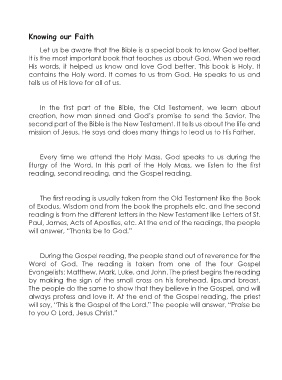 Knowing our Faith
Let us be aware that the Bible is a special book to know God better.
It is the most important book that teaches us about God. When we read
His words, it helped us know and love God better. This book is Holy. It
contains the Holy word. It comes to us from God. He speaks to us and
tells us of His love for all of us.
In the first part of the Bible, the Old Testament, we learn about
creation, how man sinned and God's promise to send the Savior. The
second part of the Bible is the New Testament. It tells us about the life and
mission of Jesus. He says and does many things to lead us to His Father.
Every time we attend the Holy Mass, God speaks to us during the
liturgy of the Word. In this part of the Holy Mass, we listen to the first
reading, second reading, and the Gospel reading.
The first reading is usually taken from the Old Testament like the Book
of Exodus, Wisdom and from the book the prophets etc. and the second
reading is from the different letters in the New Testament like Letters of St.
Paul, James, Acts of Apostles, etc. At the end of the readings, the people
will answer, "Thanks be to God."
During the Gospel reading, the people stand out of reverence for the
Word of God. The reading is taken from one of the four Gospel
Evangelists: Matthew, Mark, Luke, and John. The priest begins the reading
by making the sign of the small cross on his forehead, lips,and breast.
The people do the same to show that they believe in the Gospel, and will
always profess and love it. At the end of the Gospel reading, the priest
will say, "This is the Gospel of the Lord." The people will answer, "Praise be
to you O Lord, Jesus Christ."